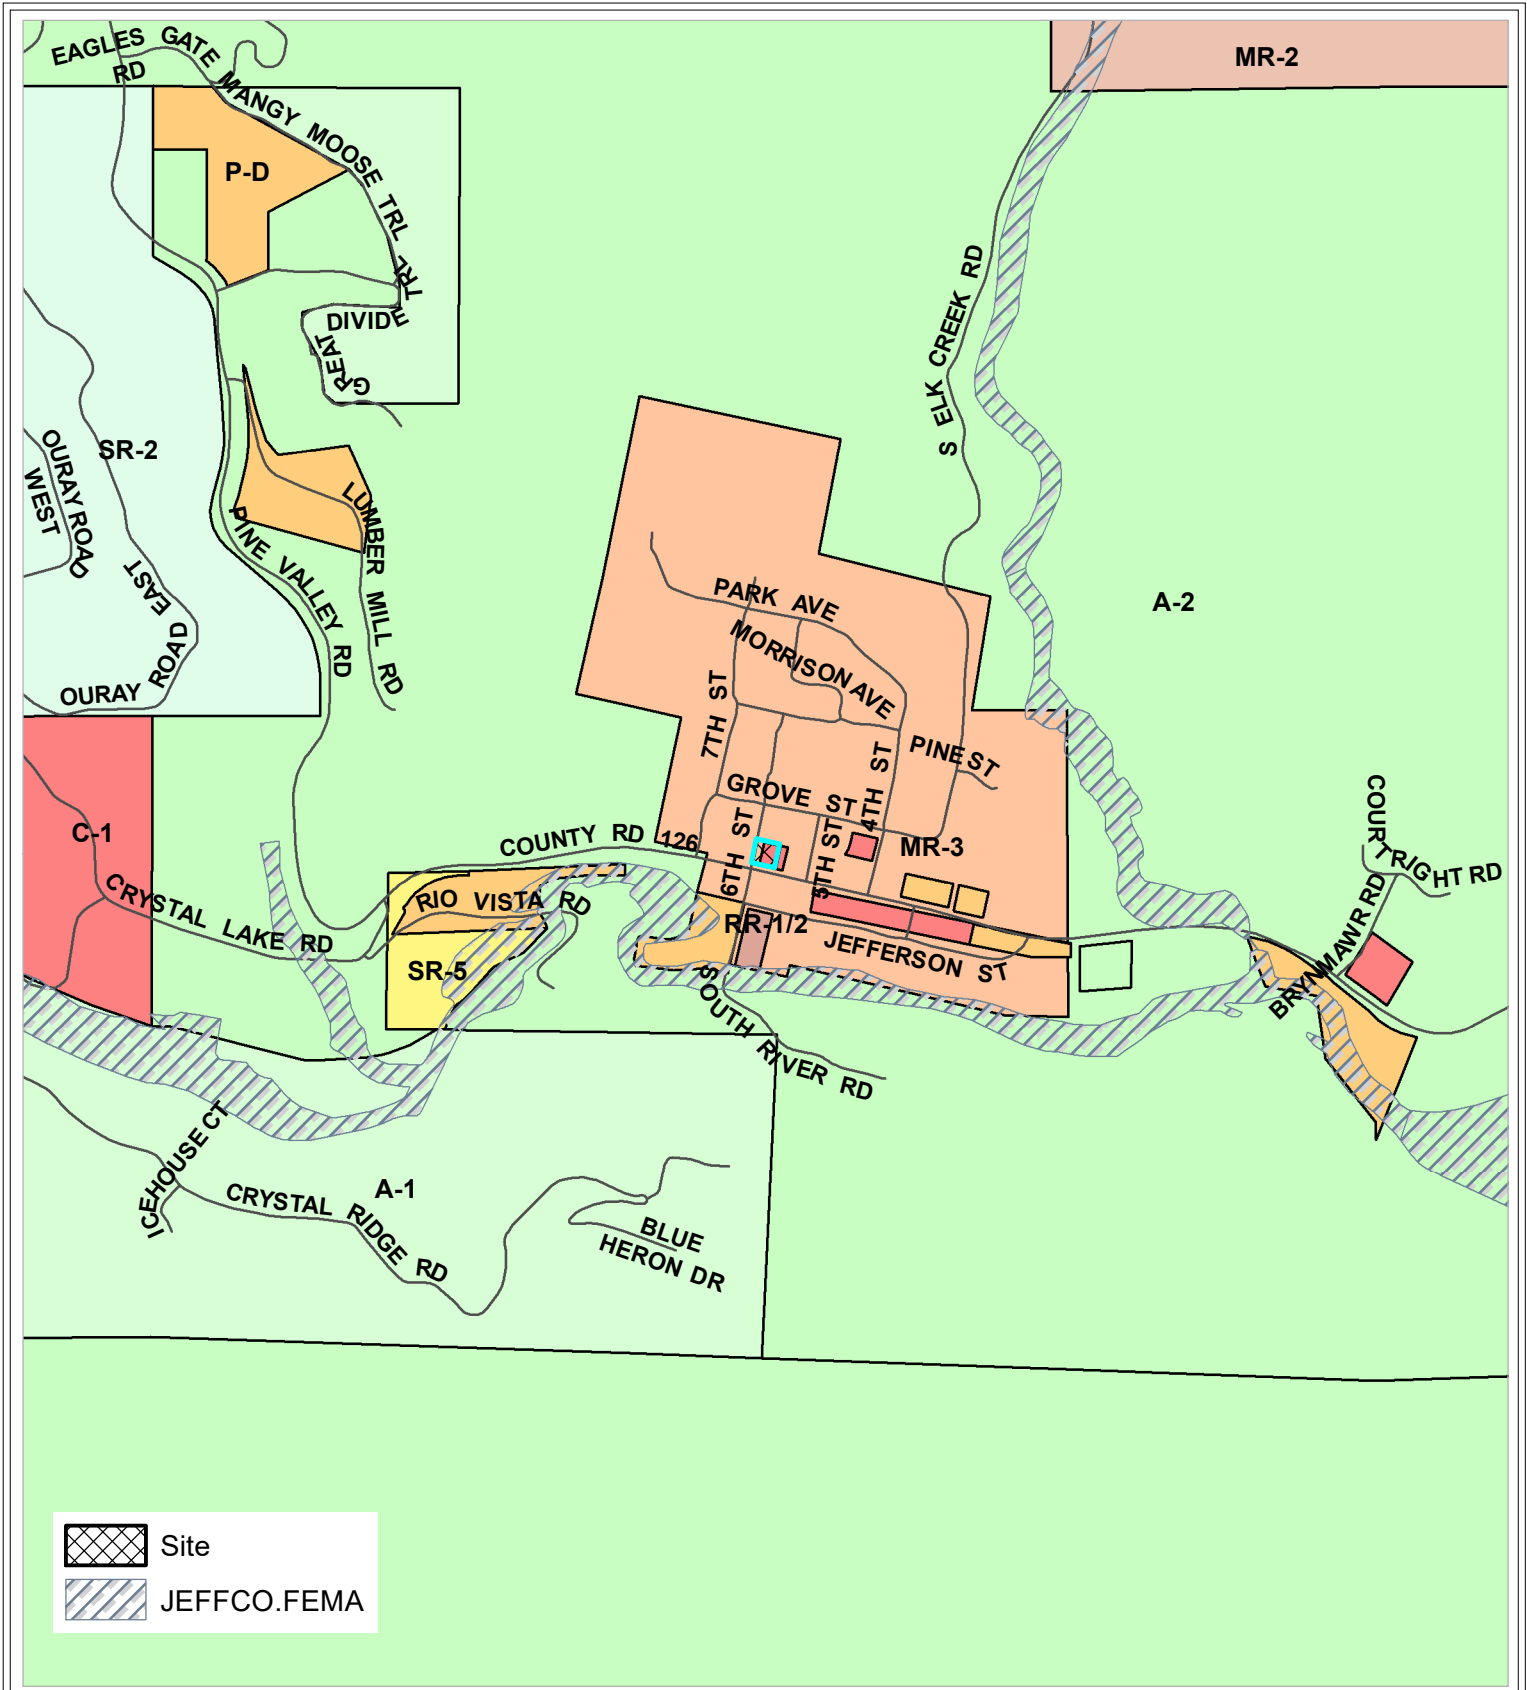 EAGLES GATE
RD
MR-2
MANGY MOOSE TRL
P-D
GREAT DIVIDE TRL
S ELK CREEK RD
SR-2
OURAY ROAD
WEST
OURAY ROAD EAST
LUMBER MILL RD
PINE VALLEY RD
PARK AVE
A-2
MORRISON AVE
7TH ST
PINE ST
4TH ST
GROVE ST
COURTRIGHT RD
C-1
COUNTY RD 126
6TH ST
5TH ST
MR-3
CRYSTAL LAKE RD
RIO VISTA RD
RR-1/2
BRYNMAWR RD
JEFFERSON ST
SR-5
SOUTH RIVER RD
ICEHOUSE CT
A-1
CRYSTAL RIDGE RD
BLUE
HERON DR
Site
JEFFCO.FEMA